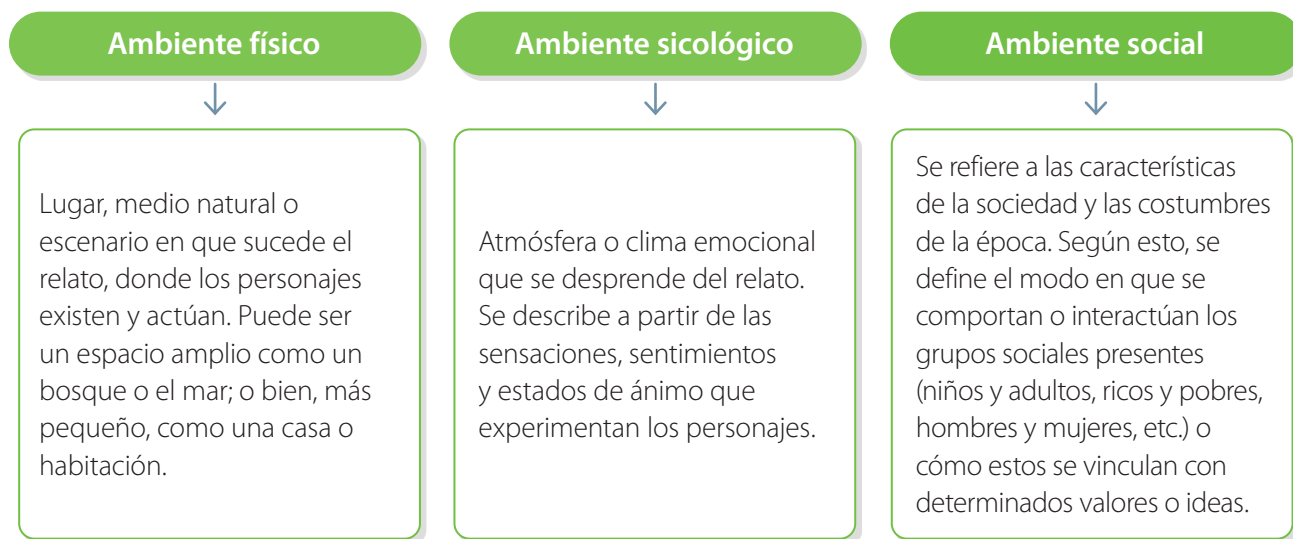 Ambiente físico
Lugar, medio natural o
escenario en que sucede el
relato, donde los personajes
existen y actúan. Puede ser
un espacio amplio como un
bosque o el mar; o bien, más
pequeño, como una casa o
habitación.
Ambiente sicológico
Atmósfera o clima emocional
que se desprende del relato.
Se describe a partir de las
sensaciones, sentimientos
y estados de ánimo que
experimentan los personajes.
Ambiente social
Se refiere a las características
de la sociedad y las costumbres
de la época. Según esto, se
define el modo en que se
comportan o interactúan los
grupos sociales presentes
(niños y adultos, ricos y pobres,
hombres y mujeres, etc.) o
cómo estos se vinculan con
determinados valores o ideas.